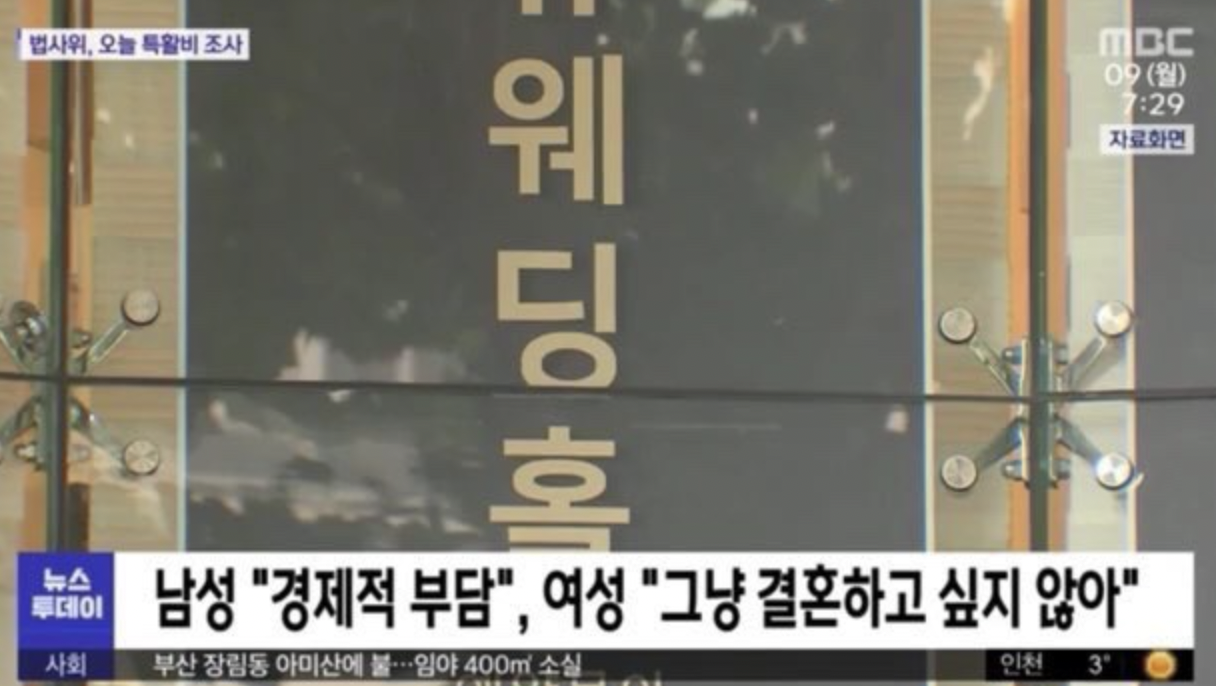 법사위, 오늘 특활비 조사
MBC
09(월)
7:29
자료화면
웨딩홀
뉴스
투데이
남성 "경제적 부담", 여성 "그냥 결혼하고 싶지 않아"
사회
부산 장림동 아미산에 불…임야 400㎡ 소실
인천 3°